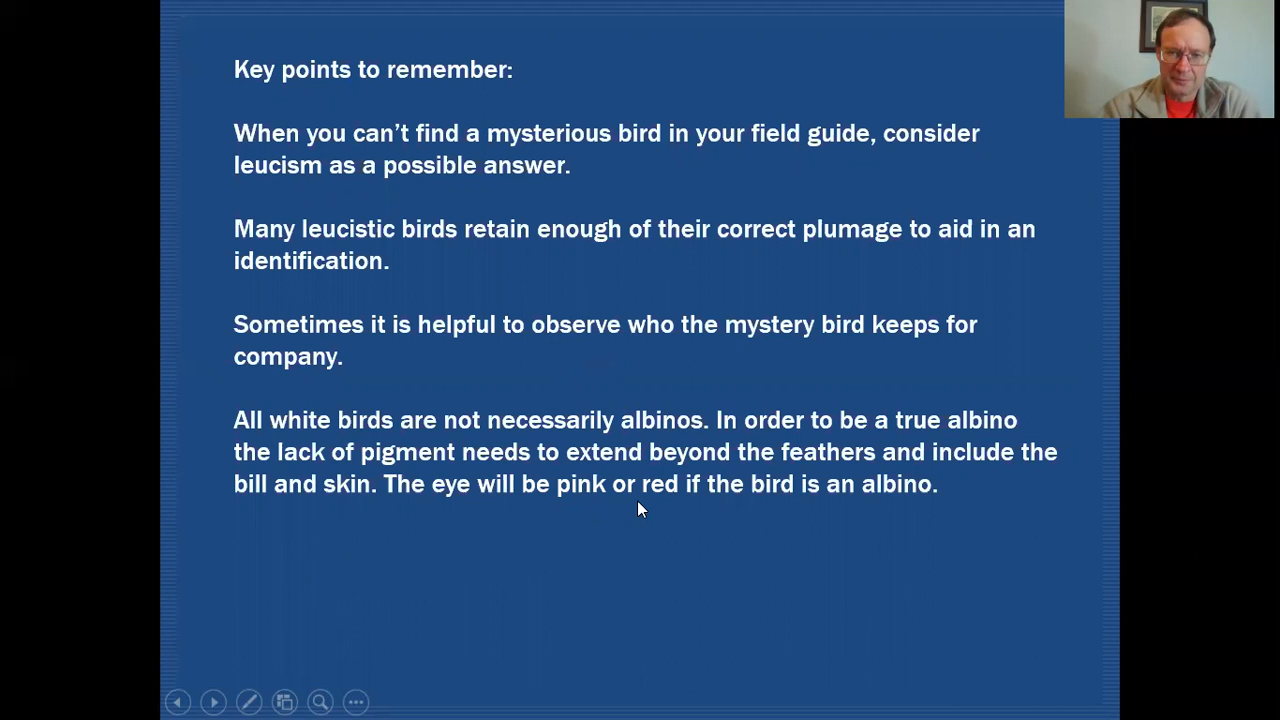 Key points to remember:
When you can’t find a mysterious bird in your field guide, consider
leucism as a possible answer.
Many leucistic birds retain enough of their correct plumage to aid in an
identification.
Sometimes it is helpful to observe who the mystery bird keeps for
company.
All white birds are not necessarily albinos. In order to be a true albino
the lack of pigment needs to extend beyond the feathers and include the
bill and skin. The eye will be pink or red if the bird is an albino.